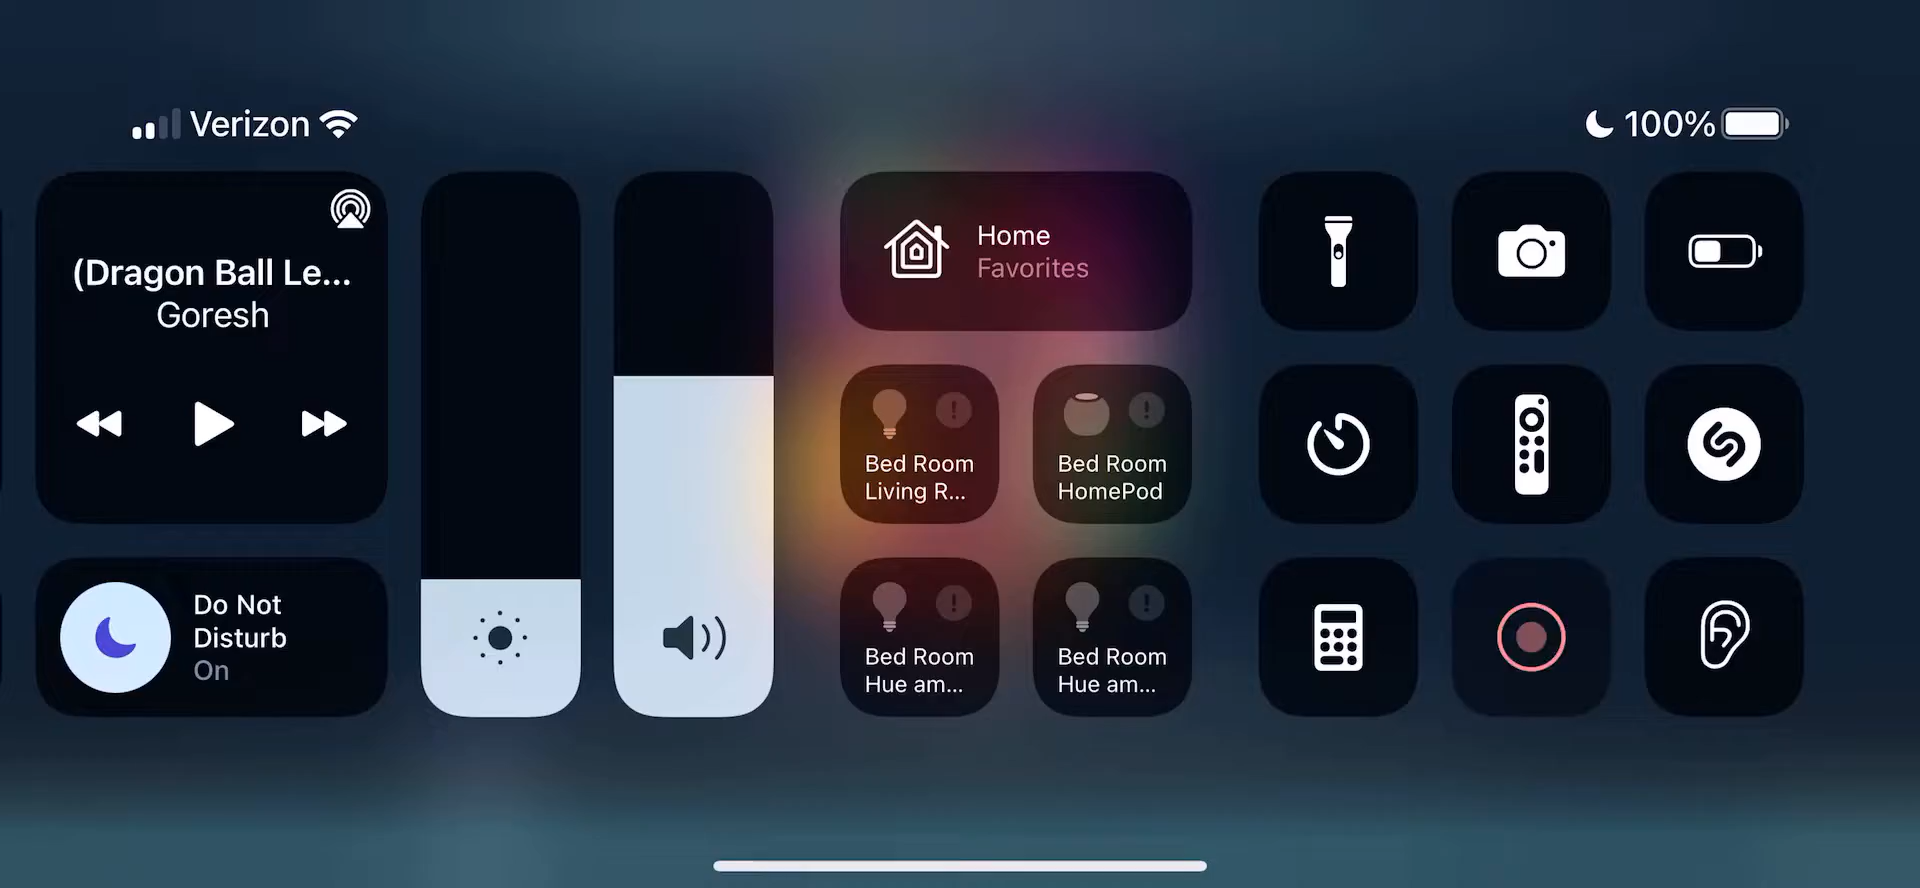 Verizon
100%
(Dragon Ball Le...
Goresh
Do Not
Disturb
On
Home
Favorites
Bed Room
Living R...
Bed Room
HomePod
Bed Room
Hue am...
Bed Room
Hue am...